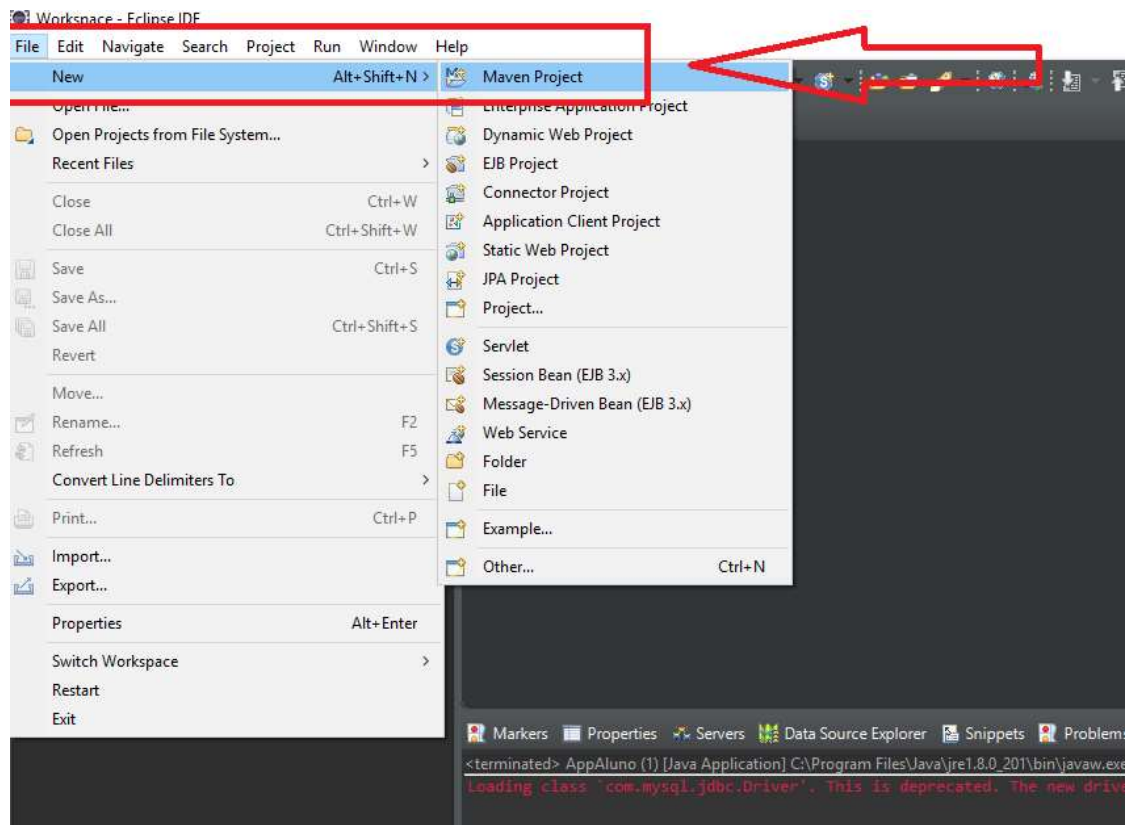 Workspace - Eclipse IDE
File Edit Navigate Search Project Run Window Help
New Alt+Shift+N >
Open File...
Open Projects from File System...
Recent Files >
Close Ctrl+W
Close All Ctrl+Shift+W
Save Ctrl+S
Save As...
Save All Ctrl+Shift+S
Revert
Move...
Rename... F2
Refresh F5
Convert Line Delimiters To >
Print... Ctrl+P
Import...
Export...
Properties Alt+Enter
Switch Workspace >
Restart
Exit
Maven Project
Enterprise Application Project
Dynamic Web Project
EJB Project
Connector Project
Application Client Project
Static Web Project
JPA Project
Project...
Servlet
Session Bean (EJB 3.x)
Message-Driven Bean (EJB 3.x)
Web Service
Folder
File
Example...
Other... Ctrl+N
Markers Properties Servers Data Source Explorer Snippets Problems
<terminated> AppAluno (1) [Java Application] C:\Program Files\Java\jre1.8.0_201\bin\javaw.exe
Loading class `com.mysql.jdbc.Driver'. This is deprecated. The new drive